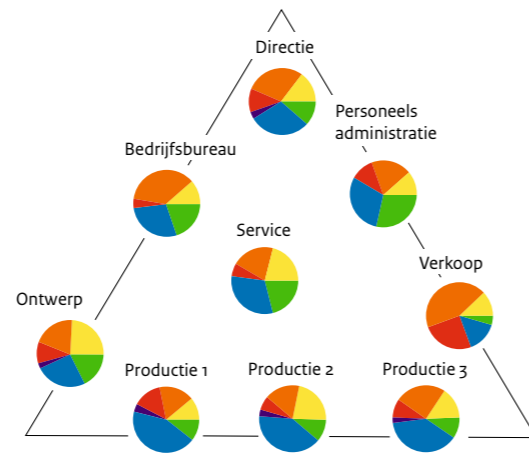 Directie
Personeels
administratie
Bedrijfsbureau
Service
Verkoop
Ontwerp
Productie 1
Productie 2
Productie 3